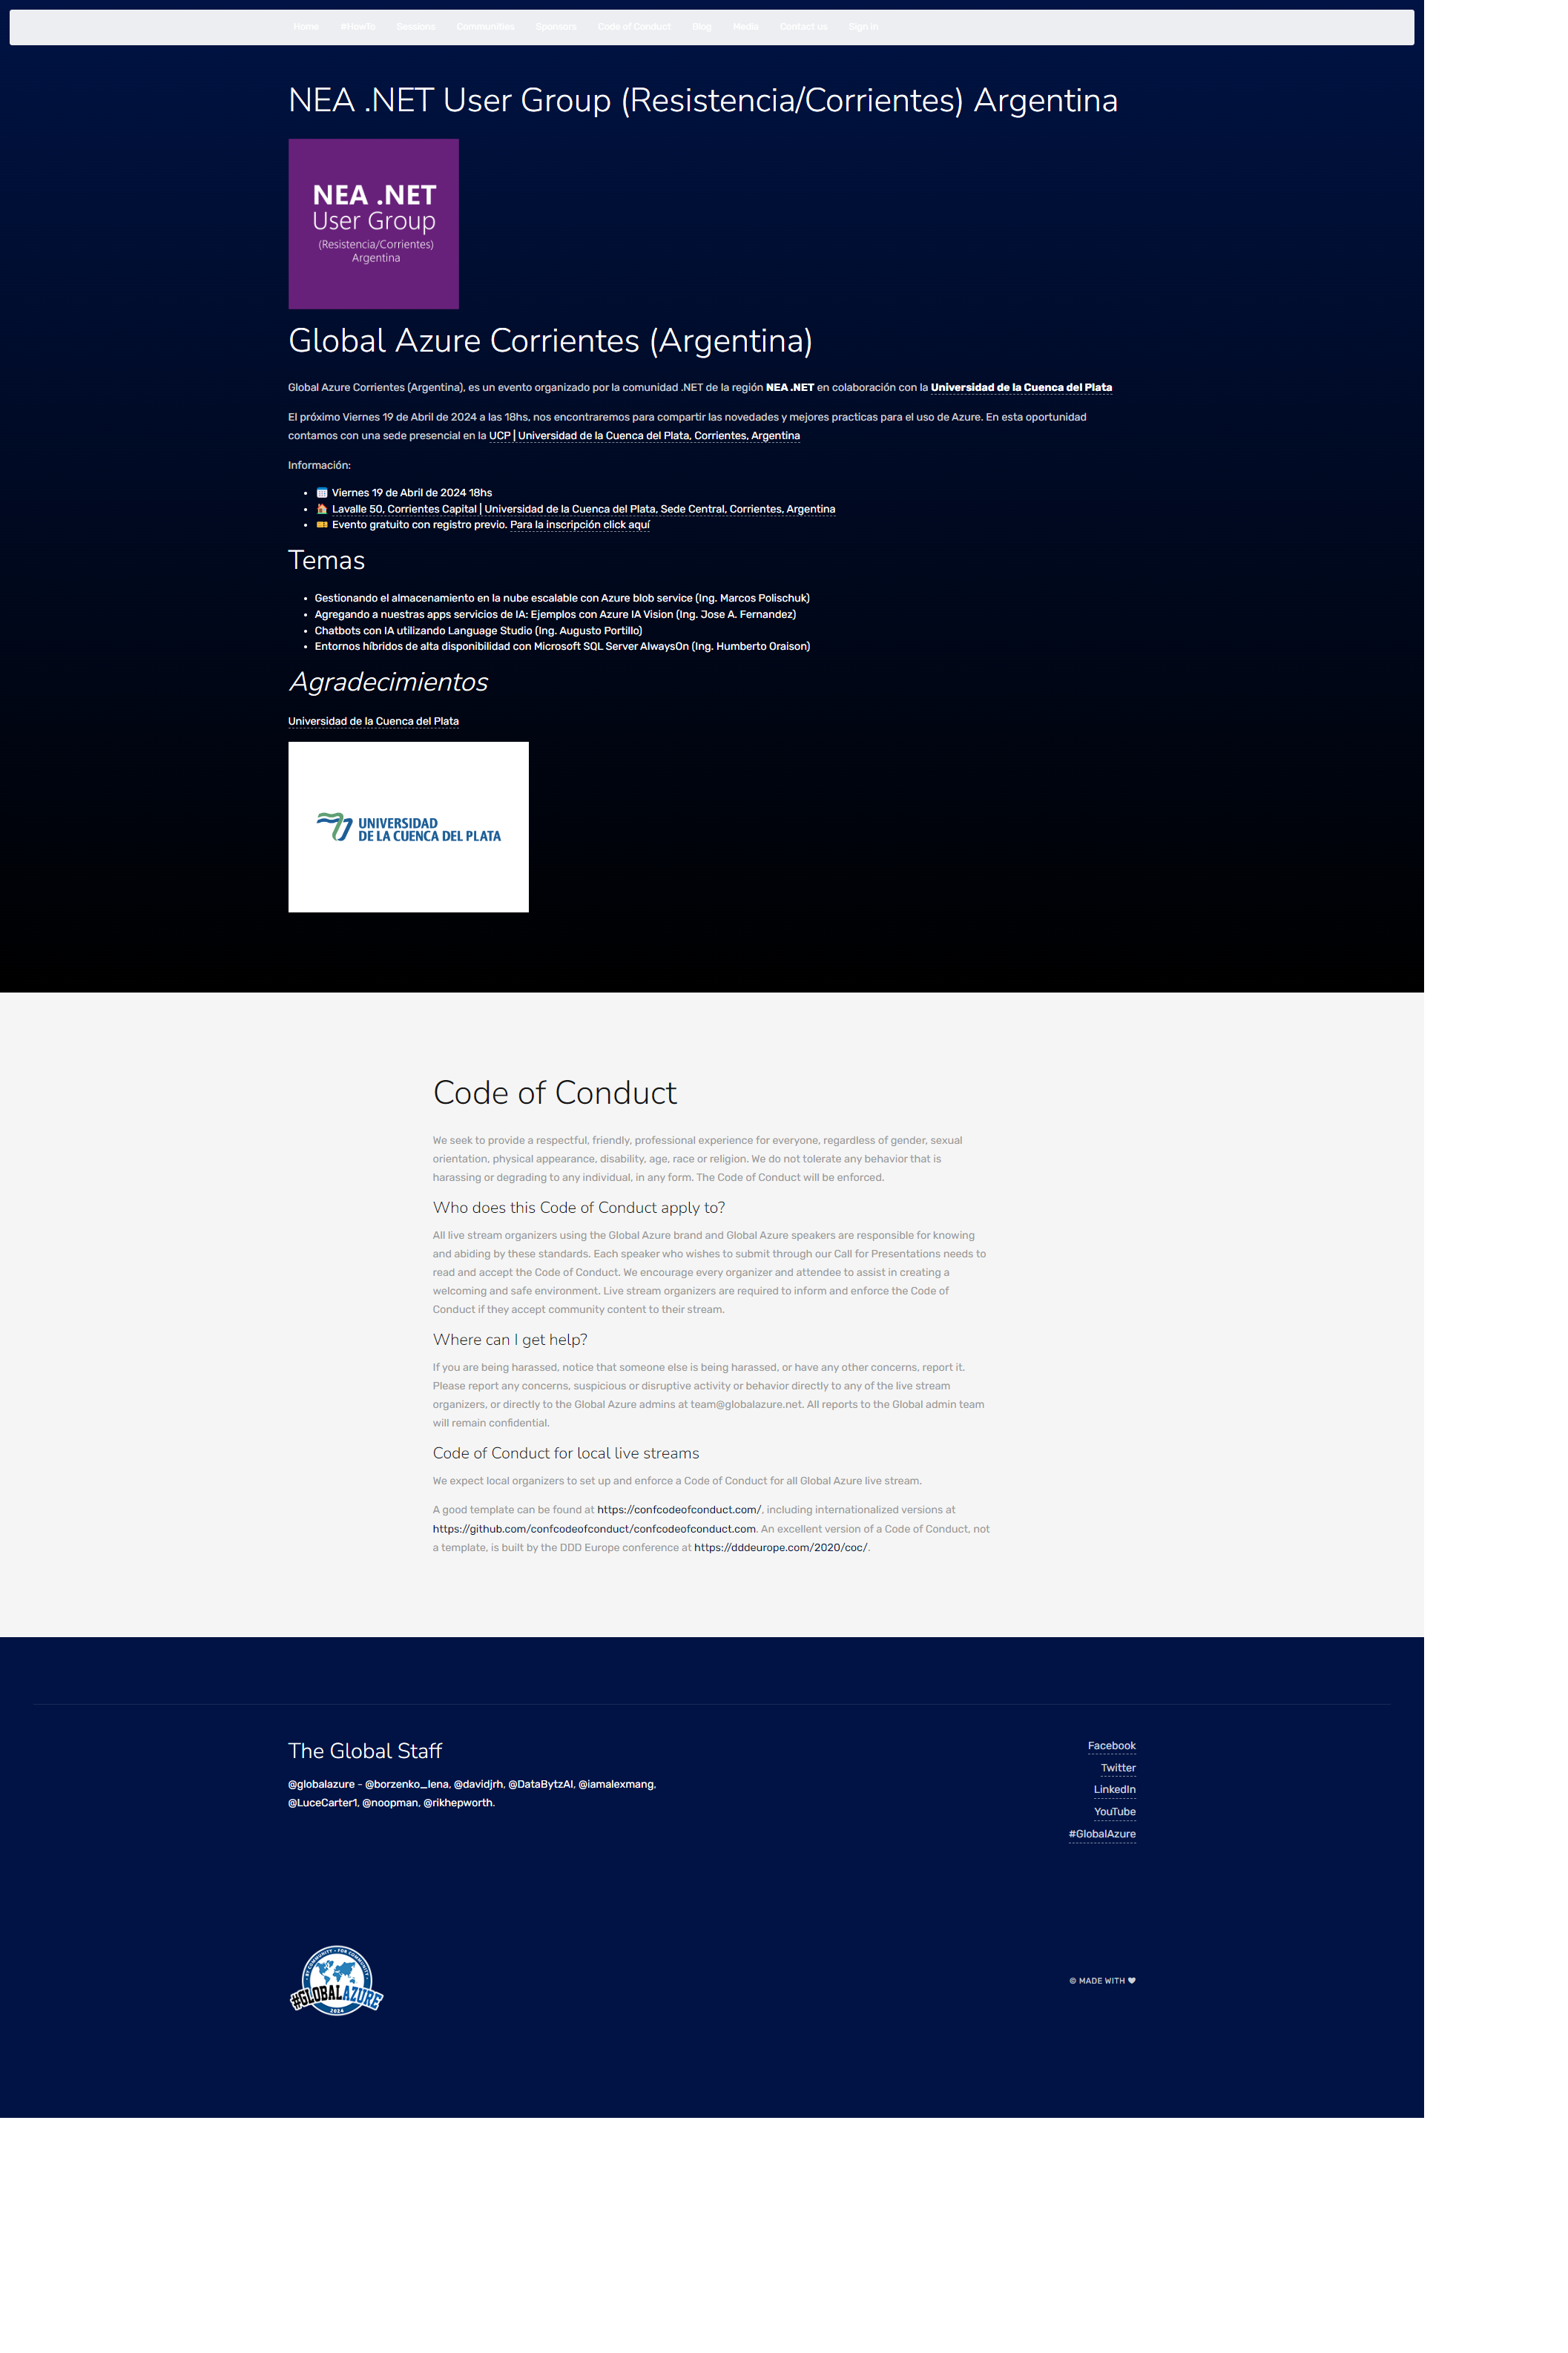 Home #HowTo Sessions Communities Sponsors Code of Conduct Blog Media Contact us Sign in
NEA .NET User Group (Resistencia/Corrientes) Argentina
NEA .NET
User Group
(Resistencia/Corrientes)
Argentina
Global Azure Corrientes (Argentina)
Global Azure Corrientes (Argentina), es un evento organizado por la comunidad .NET de la región NEA .NET en colaboración con la Universidad de la Cuenca del Plata
El próximo Viernes 19 de Abril de 2024 a las 18hs, nos encontraremos para compartir las novedades y mejores practicas para el uso de Azure. En esta oportunidad
contamos con una sede presencial en la UCP | Universidad de la Cuenca del Plata, Corrientes, Argentina
Información:
Viernes 19 de Abril de 2024 18hs
Lavalle 50, Corrientes Capital | Universidad de la Cuenca del Plata, Sede Central, Corrientes, Argentina
Evento gratuito con registro previo. Para la inscripción click aquí
Temas
Gestionando el almacenamiento en la nube escalable con Azure blob service (Ing. Marcos Polischuk)
Agregando a nuestras apps servicios de IA: Ejemplos con Azure IA Vision (Ing. Jose A. Fernandez)
Chatbots con IA utilizando Language Studio (Ing. Augusto Portillo)
Entornos híbridos de alta disponibilidad con Microsoft SQL Server AlwaysOn (Ing. Humberto Oraison)
Agradecimientos
Universidad de la Cuenca del Plata
UNIVERSIDAD
DE LA CUENCA DEL PLATA
Code of Conduct
We seek to provide a respectful, friendly, professional experience for everyone, regardless of gender, sexual
orientation, physical appearance, disability, age, race or religion. We do not tolerate any behavior that is
harassing or degrading to any individual, in any form. The Code of Conduct will be enforced.
Who does this Code of Conduct apply to?
All live stream organizers using the Global Azure brand and Global Azure speakers are responsible for knowing
and abiding by these standards. Each speaker who wishes to submit through our Call for Presentations needs to
read and accept the Code of Conduct. We encourage every organizer and attendee to assist in creating a
welcoming and safe environment. Live stream organizers are required to inform and enforce the Code of
Conduct if they accept community content to their stream.
Where can I get help?
If you are being harassed, notice that someone else is being harassed, or have any other concerns, report it.
Please report any concerns, suspicious or disruptive activity or behavior directly to any of the live stream
organizers, or directly to the Global Azure admins at team@globalazure.net. All reports to the Global admin team
will remain confidential.
Code of Conduct for local live streams
We expect local organizers to set up and enforce a Code of Conduct for all Global Azure live stream.
A good template can be found at https://confcodeofconduct.com/, including internationalized versions at
https://github.com/confcodeofconduct/confcodeofconduct.com. An excellent version of a Code of Conduct, not
a template, is built by the DDD Europe conference at https://dddeurope.com/2020/coc/.
The Global Staff
@globalazure - @borzenko_lena, @davidjrh, @DataBytzAI, @iamalexmang,
@LuceCarter1, @noopman, @rikhepworth.
Facebook
Twitter
LinkedIn
YouTube
#GlobalAzure
BY COMMUNITY • FOR COMMUNITY
#GLOBALAZURE
2024
© MADE WITH